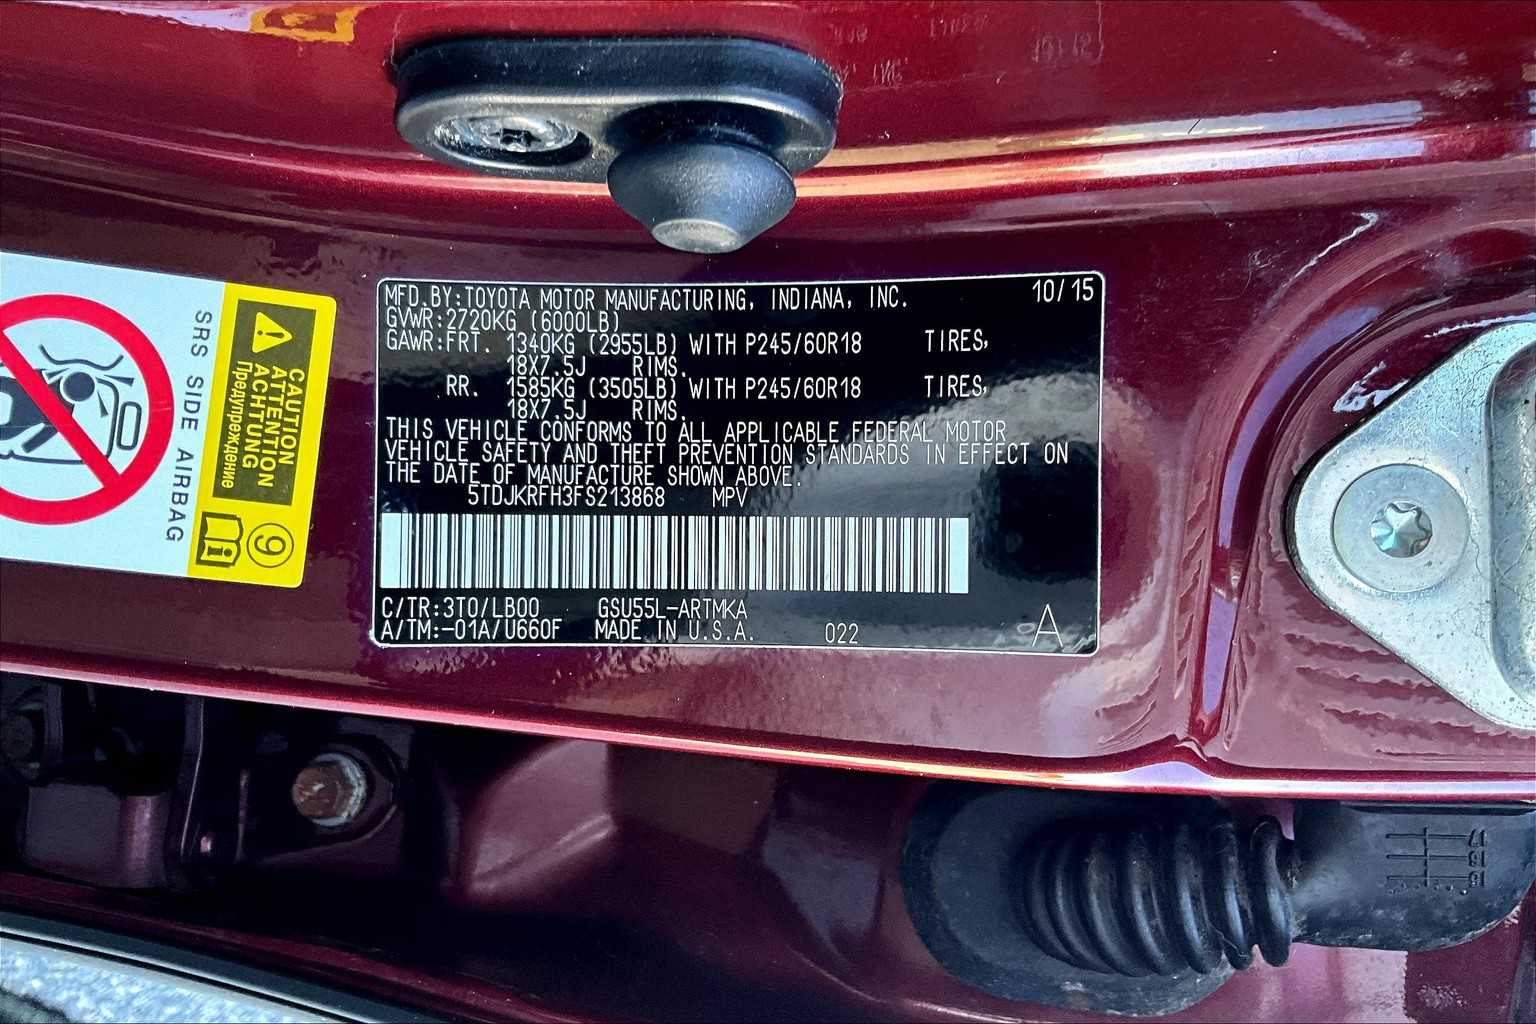 MFD.BY:TOYOTA MOTOR MANUFACTURING, INDIANA, INC. 10/15
GVWR:2720KG (6000LB)
GAWR:FRT. 1340KG (2955LB) WITH P245/60R18 TIRES,
18X7.5J RIMS.
RR. 1585KG (3505LB) WITH P245/60R18 TIRES,
18X7.5J RIMS.
THIS VEHICLE CONFORMS TO ALL APPLICABLE FEDERAL MOTOR
VEHICLE SAFETY AND THEFT PREVENTION STANDARDS IN EFFECT ON
THE DATE OF MANUFACTURE SHOWN ABOVE.
5TDJKRFH3FS213868 MPV
C/TR:3T0/LB00 GSU55L-ARTMKA
A/TM:-01A/U660F MADE IN U.S.A. 022 A
CAUTION
ATTENTION
ACHTUNG
Предупреждение
SRS SIDE AIRBAG
9